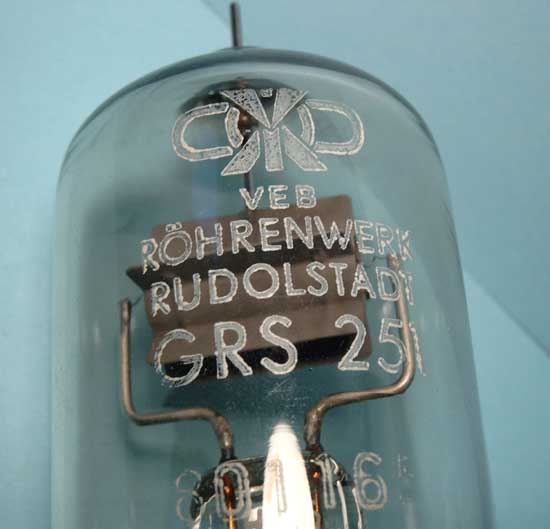 VEB
RÖHRENWERK
RUDOLSTADT
GRS 251